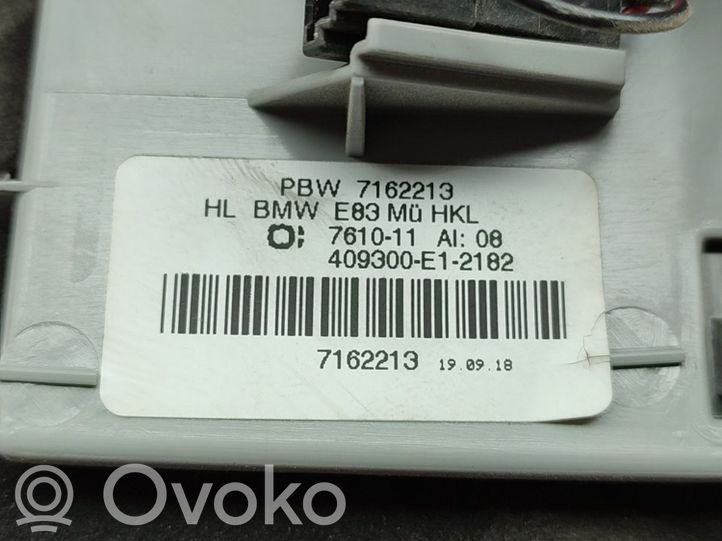 PBW 7162213
HL BMW E83 Mü HKL
7610-11 AI: 08
409300-E1-2182
7162213 19.09.18
Ovoko